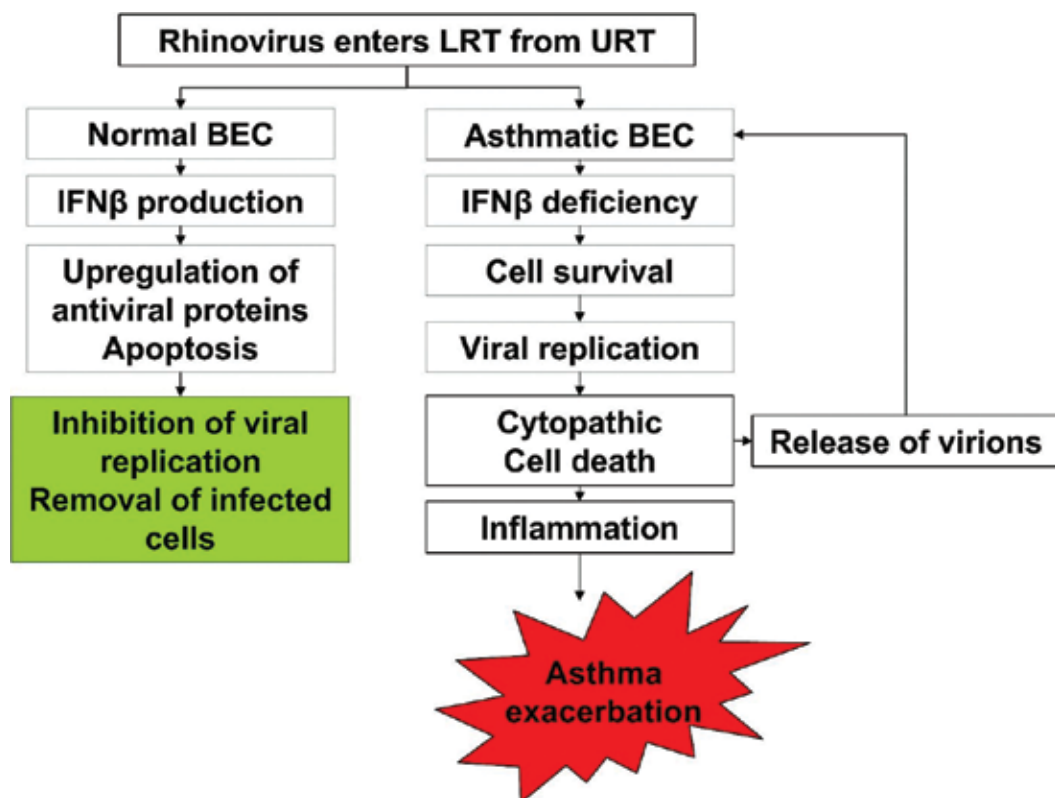 Rhinovirus enters LRT from URT
Normal BEC
IFNβ production
Upregulation of
antiviral proteins
Apoptosis
Inhibition of viral
replication
Removal of infected
cells
Asthmatic BEC
IFNβ deficiency
Cell survival
Viral replication
Cytopathic
Cell death
Release of virions
Inflammation
Asthma
exacerbation